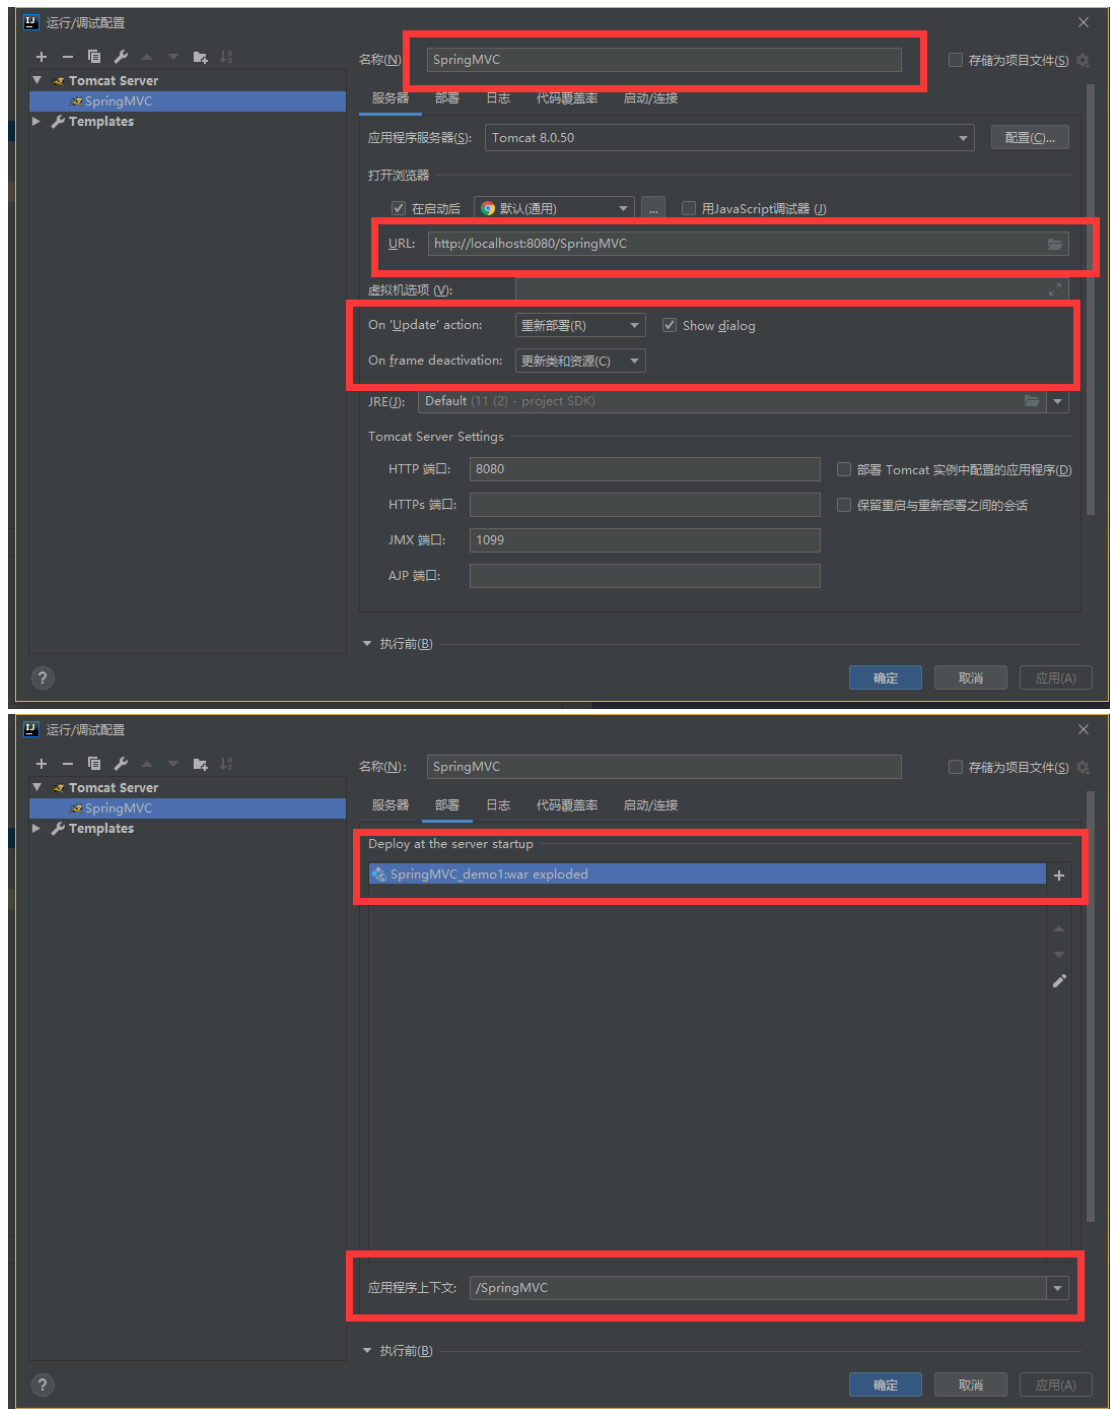 运行/调试配置
名称(N):
SpringMVC
存储为项目文件(S)
Tomcat Server
SpringMVC
Templates
服务器 部署 日志 代码覆盖率 启动/连接
应用程序服务器(S): Tomcat 8.0.50 配置(C)...
打开浏览器
在启动后 默认(通用) ... 用JavaScript调试器 (J)
URL: http://localhost:8080/SpringMVC
虚拟机选项 (V):
On 'Update' action: 重新部署(R) Show dialog
On frame deactivation: 更新类和资源(C)
JRE(J): Default (11 (2) - project SDK)
Tomcat Server Settings
HTTP 端口: 8080 部署 Tomcat 实例中配置的应用程序(D)
HTTPs 端口: 保留重启与重新部署之间的会话
JMX 端口: 1099
AJP 端口:
执行前(B)
? 确定 取消 应用(A)
运行/调试配置
名称(N): SpringMVC 存储为项目文件(S)
Tomcat Server
SpringMVC
Templates
服务器 部署 日志 代码覆盖率 启动/连接
Deploy at the server startup
SpringMVC_demo1:war exploded
应用程序上下文: /SpringMVC
执行前(B)
? 确定 取消 应用(A)